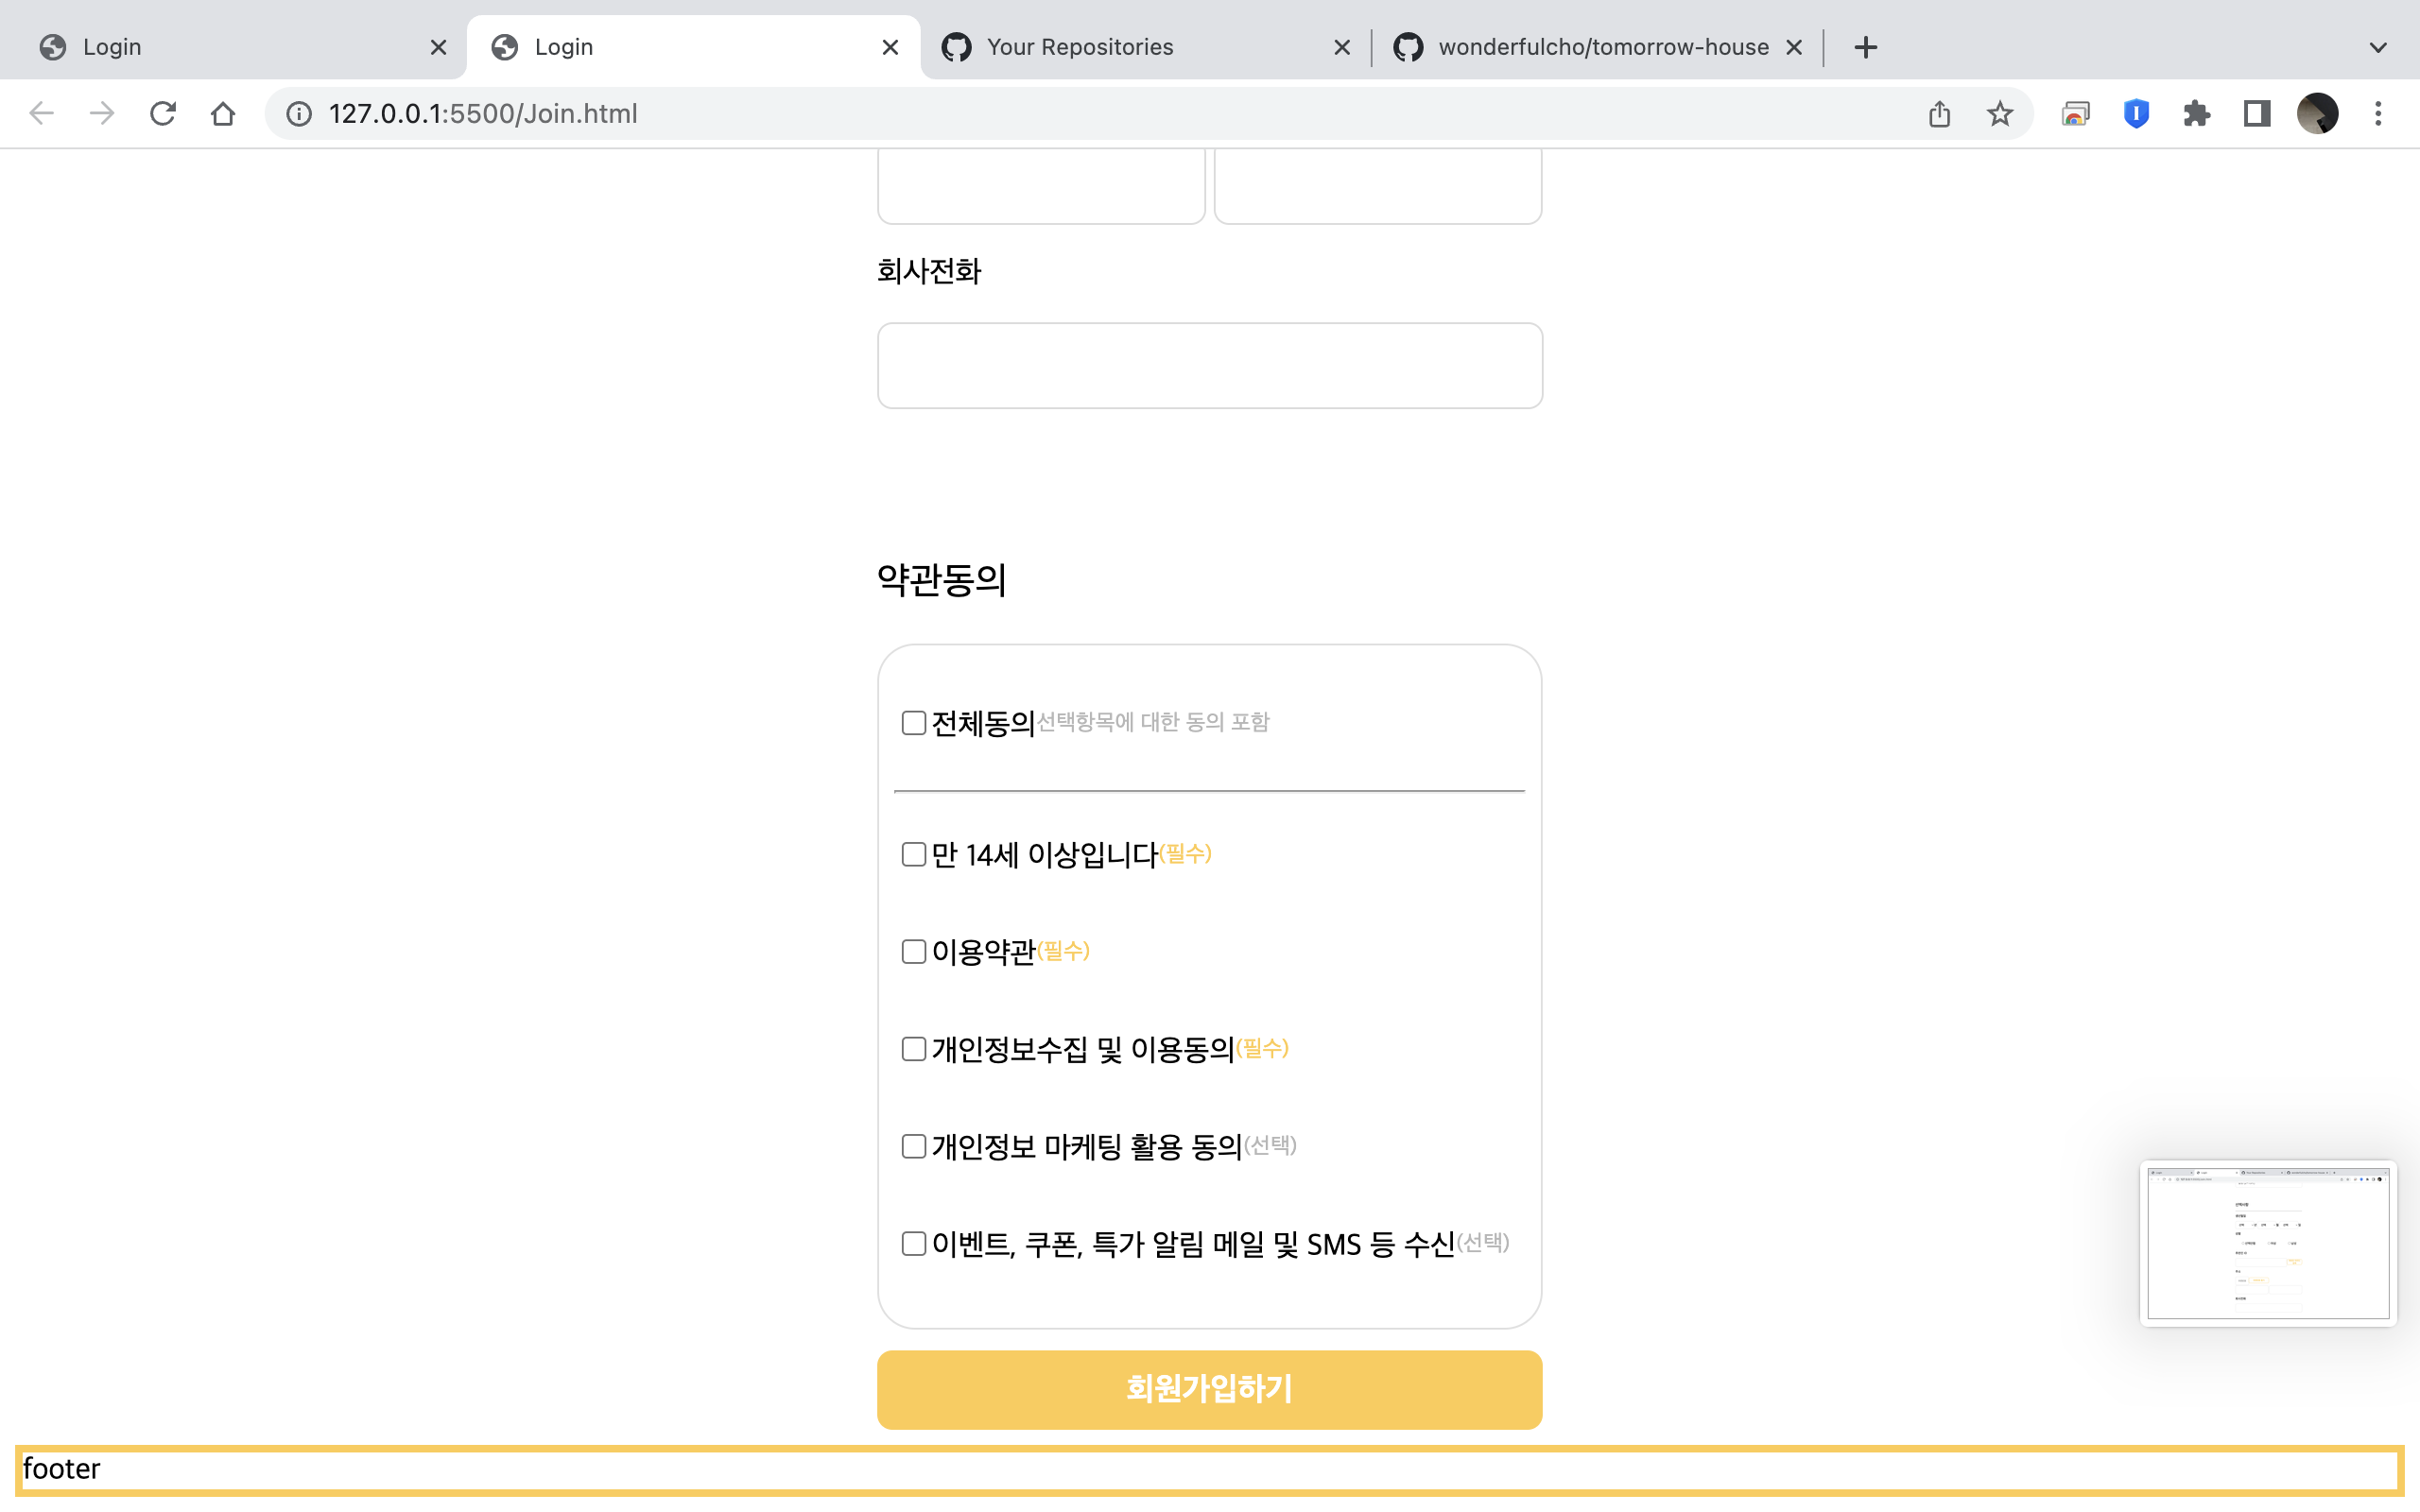 Login
Login
Your Repositories
wonderfulcho/tomorrow-house
127.0.0.1:5500/Join.html
회사전화
약관동의
전체동의선택항목에 대한 동의 포함
만 14세 이상입니다(필수)
이용약관(필수)
개인정보수집 및 이용동의(필수)
개인정보 마케팅 활용 동의(선택)
이벤트, 쿠폰, 특가 알림 메일 및 SMS 등 수신(선택)
회원가입하기
footer